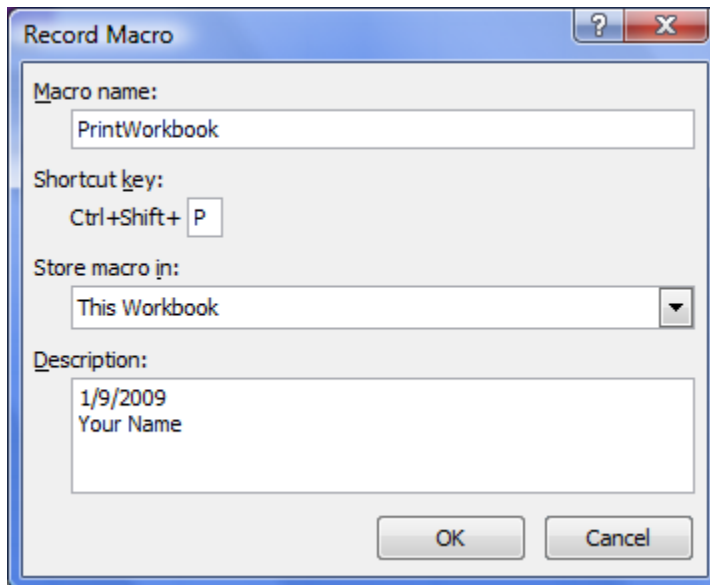 Record Macro
Macro name:
PrintWorkbook
Shortcut key:
Ctrl+Shift+ P
Store macro in:
This Workbook
Description:
1/9/2009
Your Name
OK Cancel